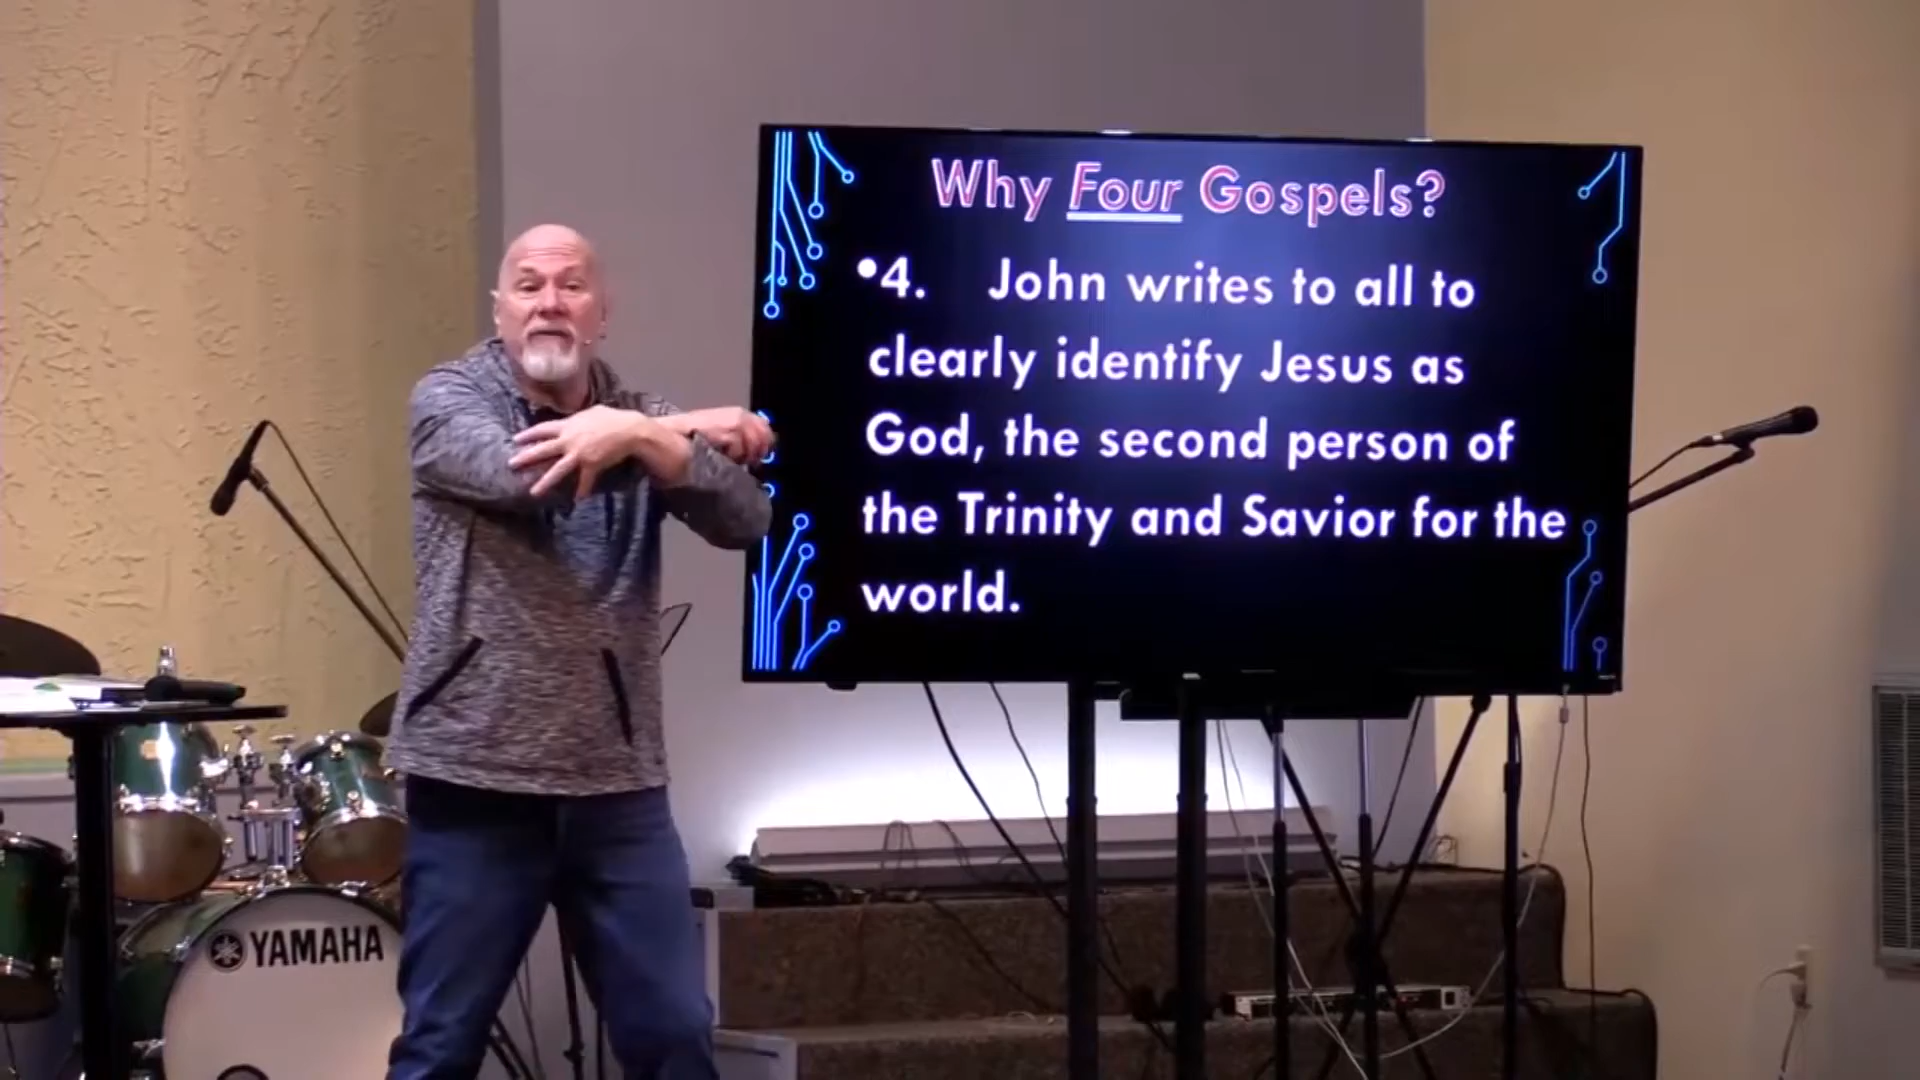 Why Four Gospels?
•4. John writes to all to
clearly identify Jesus as
God, the second person of
the Trinity and Savior for the
world.
YAMAHA